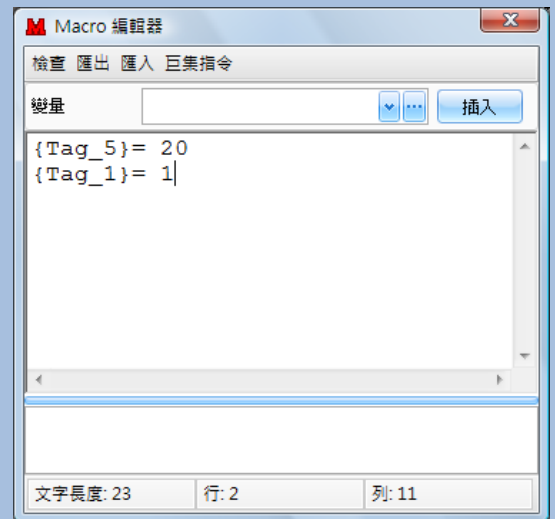 Macro 編輯器
檢查 匯出 匯入 巨集指令
變量 插入
{Tag_5}= 20
{Tag_1}= 1
文字長度: 23 行: 2 列: 11